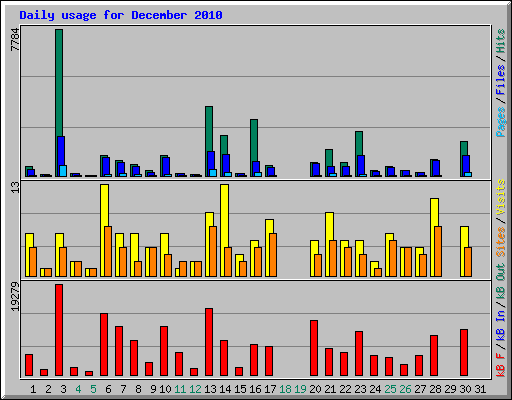 Daily usage for December 2010
7784
Pages / Files / Hits
13
Sites / Visits
19279
kB F / kB In / kB Out
1 2 3 4 5 6 7 8 9 10 11 12 13 14 15 16 17 18 19 20 21 22 23 24 25 26 27 28 29 30 31